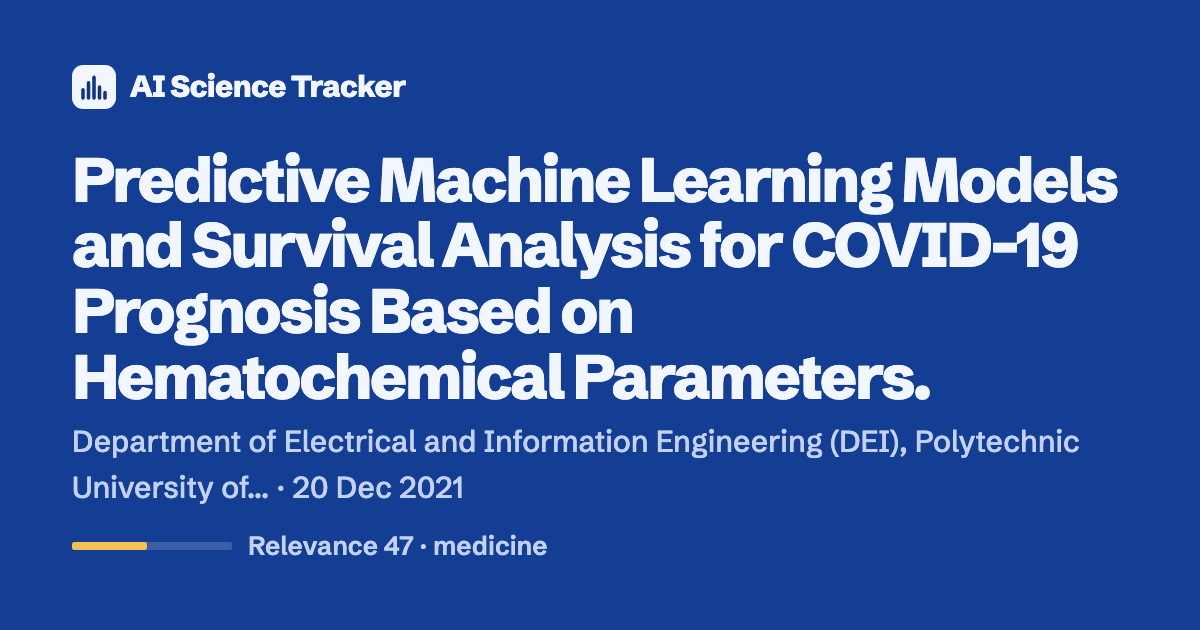 AI Science Tracker
Predictive Machine Learning Models
and Survival Analysis for COVID-19
Prognosis Based on
Hematochemical Parameters.
Department of Electrical and Information Engineering (DEI), Polytechnic
University of... · 20 Dec 2021
Relevance 47 · medicine